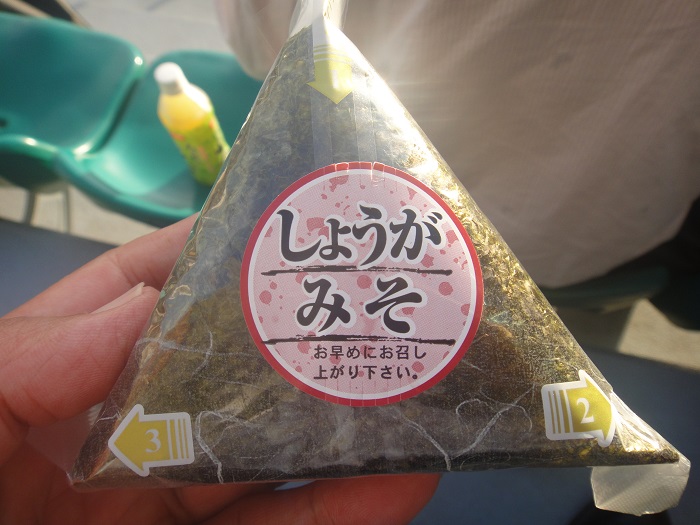 しょうが
みそ
お早めにお召し
上がり下さい。
3
2